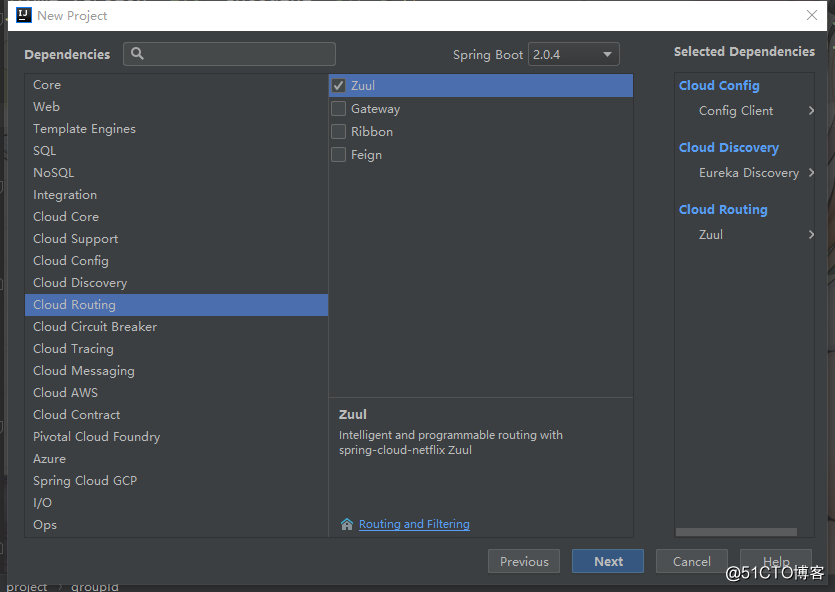 New Project
Dependencies
Spring Boot 2.0.4
Core
Web
Template Engines
SQL
NoSQL
Integration
Cloud Core
Cloud Support
Cloud Config
Cloud Discovery
Cloud Routing
Cloud Circuit Breaker
Cloud Tracing
Cloud Messaging
Cloud AWS
Cloud Contract
Pivotal Cloud Foundry
Azure
Spring Cloud GCP
I/O
Ops
Zuul
Gateway
Ribbon
Feign
Zuul
Intelligent and programmable routing with
spring-cloud-netflix Zuul
Routing and Filtering
Selected Dependencies
Cloud Config
Config Client
Cloud Discovery
Eureka Discovery
Cloud Routing
Zuul
Previous Next Cancel Help
@51CTO博客
project groupId